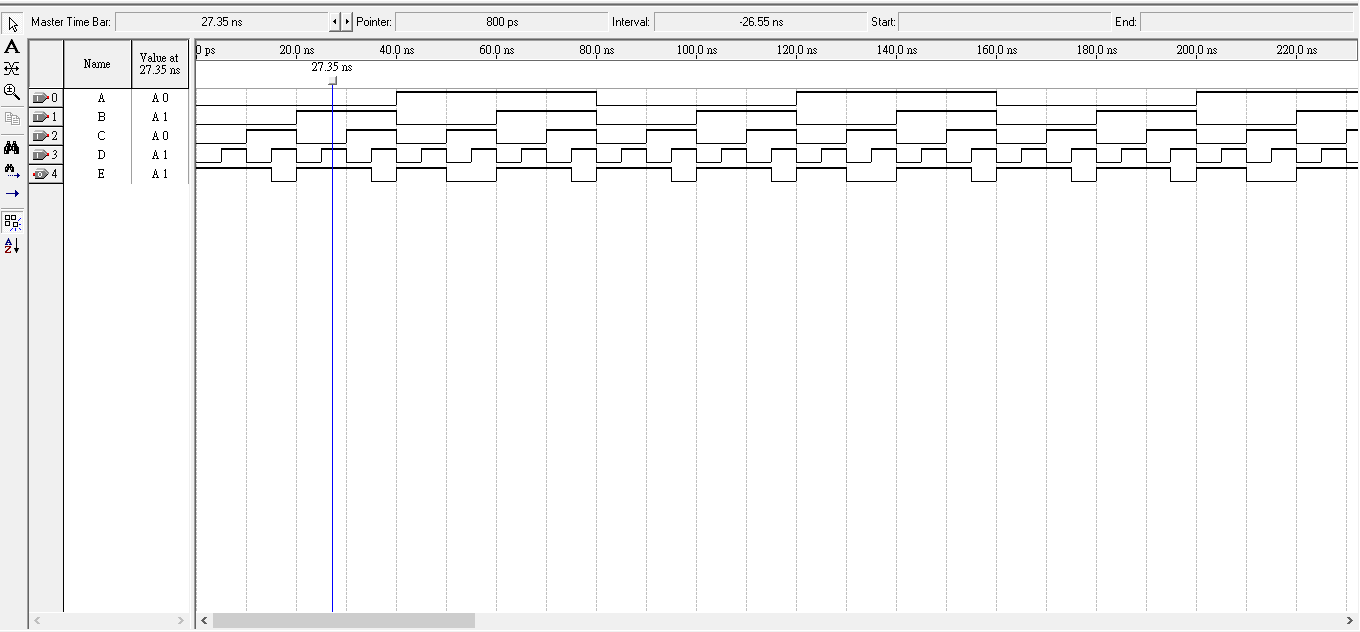 Master Time Bar: 27.35 ns Pointer: 800 ps Interval: -26.55 ns Start: End:
A
Name
Value at
27.35 ns
0 ps 20.0 ns 40.0 ns 60.0 ns 80.0 ns 100.0 ns 120.0 ns 140.0 ns 160.0 ns 180.0 ns 200.0 ns 220.0 ns
27.35 ns
0 A A 0
1 B A 1
2 C A 0
3 D A 1
4 E A 1
A
Z